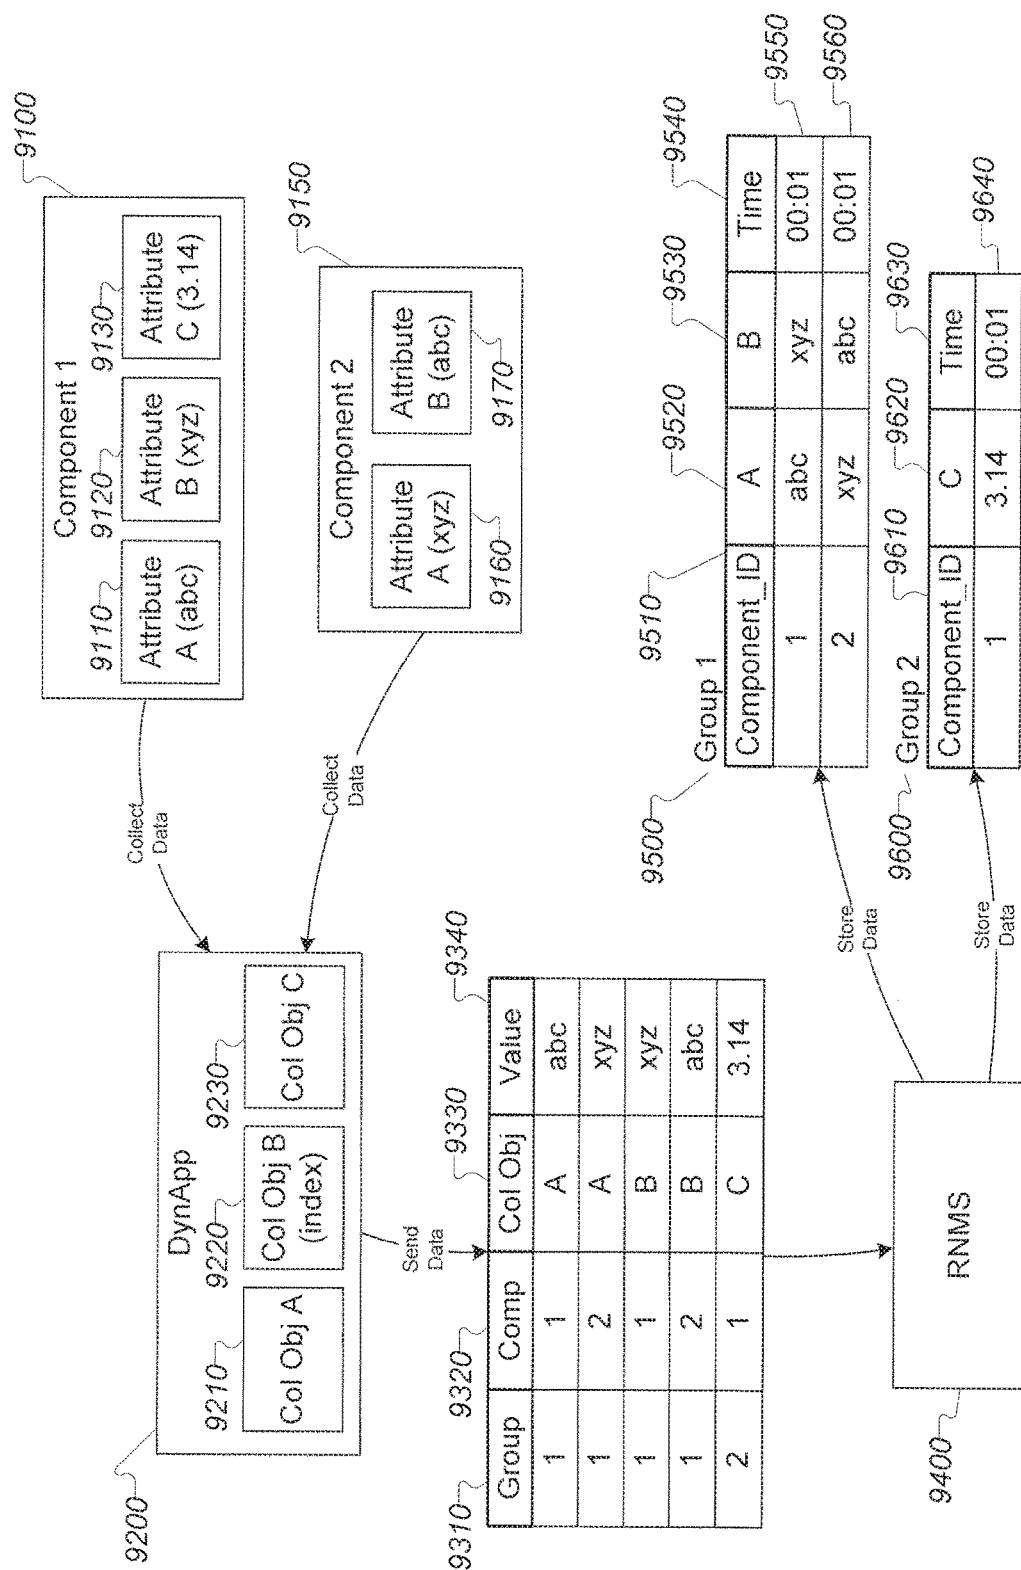 9100
Component 1
9110
9120
9130
Attribute
A (abc)
Attribute
B (xyz)
Attribute
C (3.14)
9150
Component 2
Attribute
A (xyz)
Attribute
B (abc)
9160
9170
Collect
Data
Collect
Data
9200
DynApp
9210
9220
9230
Col Obj A
Col Obj B
(index)
Col Obj C
Send
Data
9310
9320
9330
9340
Group Comp Col Obj Value
1 1 A abc
1 2 A xyz
1 1 B xyz
1 2 B abc
2 1 C 3.14
9400
RNMS
Store
Data
Store
Data
9500
Group 1
9510
9520
9530
9540
Component_ID A B Time
1 abc xyz 00:01
2 xyz abc 00:01
9550
9560
9600
Group 2
9610
9620
9630
Component_ID C Time
1 3.14 00:01
9640